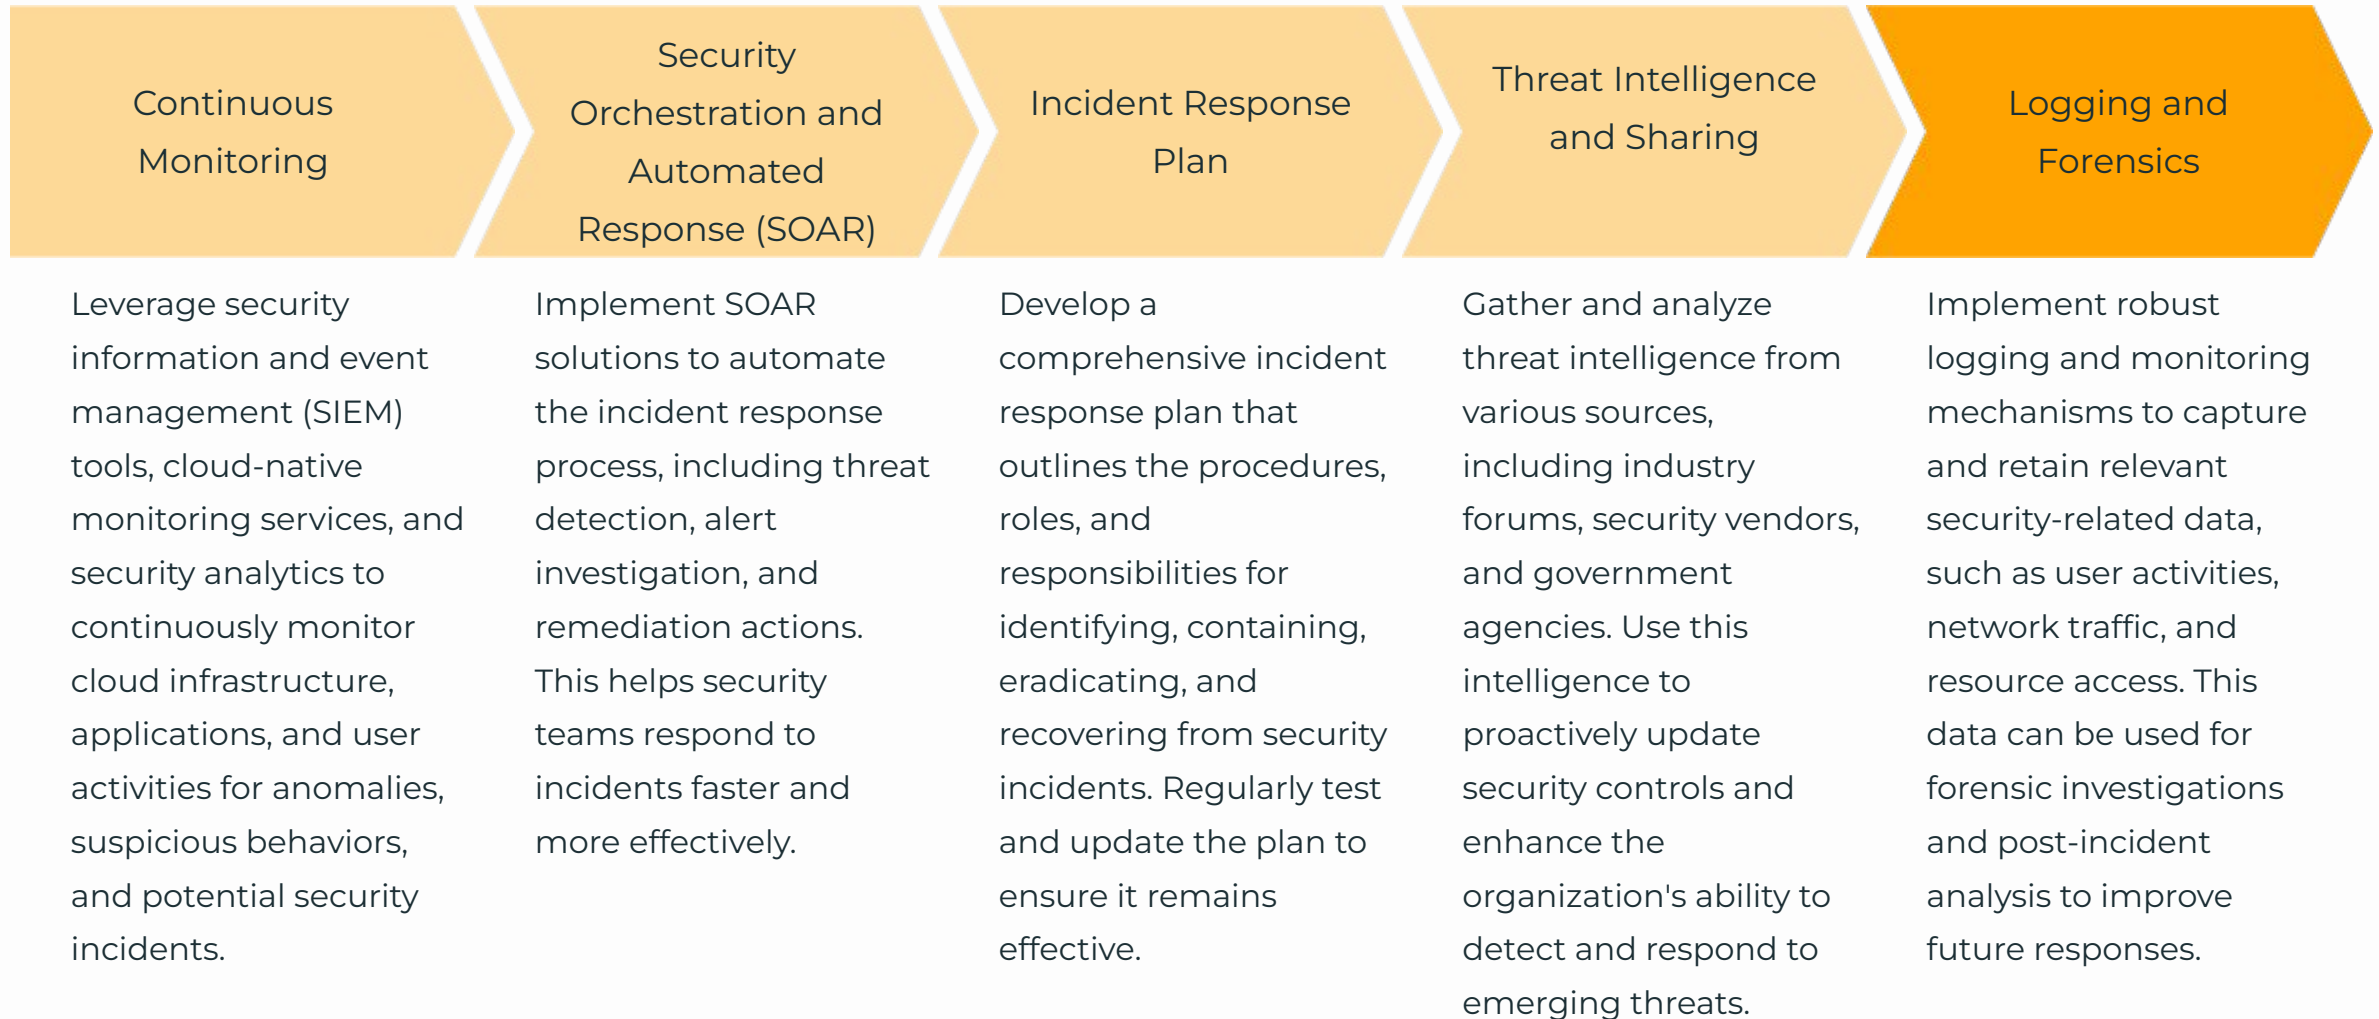 Continuous
Monitoring
Security
Orchestration and
Automated
Response (SOAR)
Incident Response
Plan
Threat Intelligence
and Sharing
Logging and
Forensics
Leverage security
information and event
management (SIEM)
tools, cloud-native
monitoring services, and
security analytics to
continuously monitor
cloud infrastructure,
applications, and user
activities for anomalies,
suspicious behaviors,
and potential security
incidents.
Implement SOAR
solutions to automate
the incident response
process, including threat
detection, alert
investigation, and
remediation actions.
This helps security
teams respond to
incidents faster and
more effectively.
Develop a
comprehensive incident
response plan that
outlines the procedures,
roles, and
responsibilities for
identifying, containing,
eradicating, and
recovering from security
incidents. Regularly test
and update the plan to
ensure it remains
effective.
Gather and analyze
threat intelligence from
various sources,
including industry
forums, security vendors,
and government
agencies. Use this
intelligence to
proactively update
security controls and
enhance the
organization's ability to
detect and respond to
emerging threats.
Implement robust
logging and monitoring
mechanisms to capture
and retain relevant
security-related data,
such as user activities,
network traffic, and
resource access. This
data can be used for
forensic investigations
and post-incident
analysis to improve
future responses.